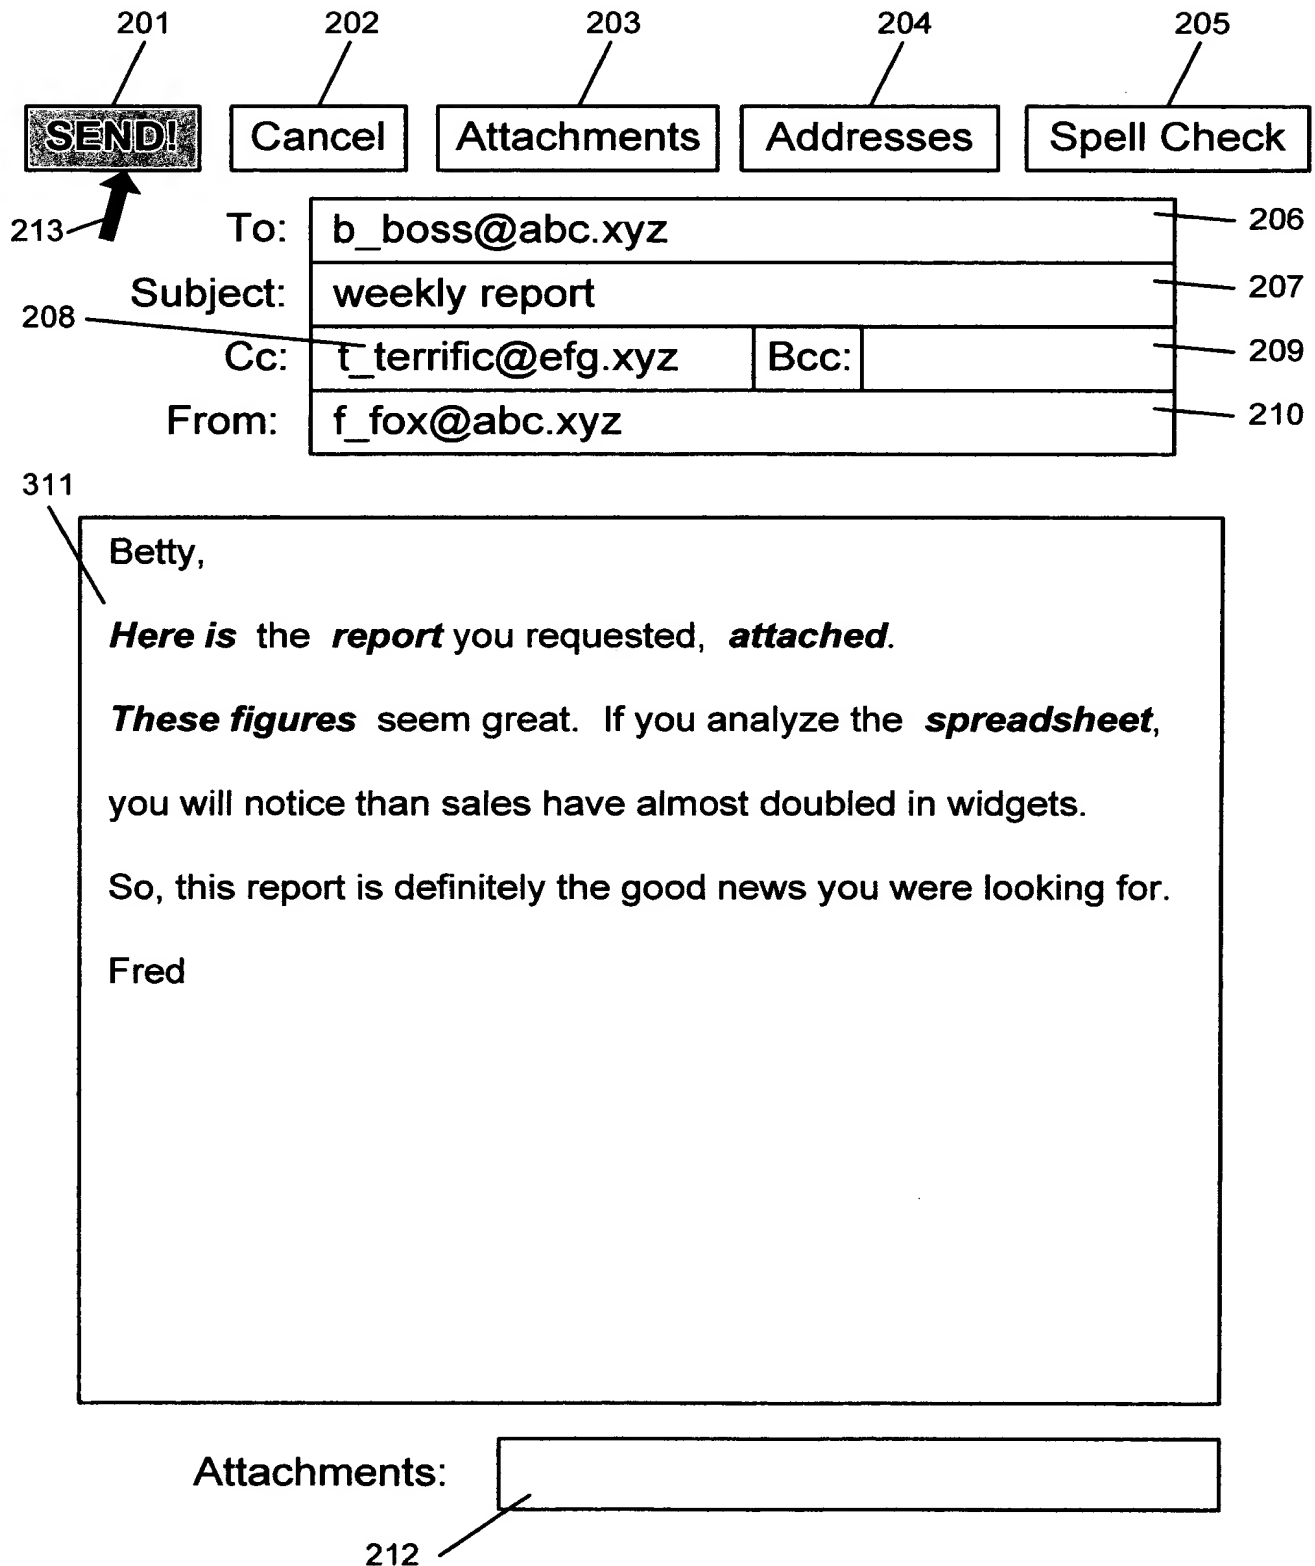 201 202 203 204 205
SEND! Cancel Attachments Addresses Spell Check
213 To: b_boss@abc.xyz 206
Subject: weekly report 207
208 Cc: t_terrific@efg.xyz Bcc: 209
From: f_fox@abc.xyz 210
311
Betty,
Here is the report you requested, attached.
These figures seem great. If you analyze the spreadsheet,
you will notice than sales have almost doubled in widgets.
So, this report is definitely the good news you were looking for.
Fred
Attachments:
212